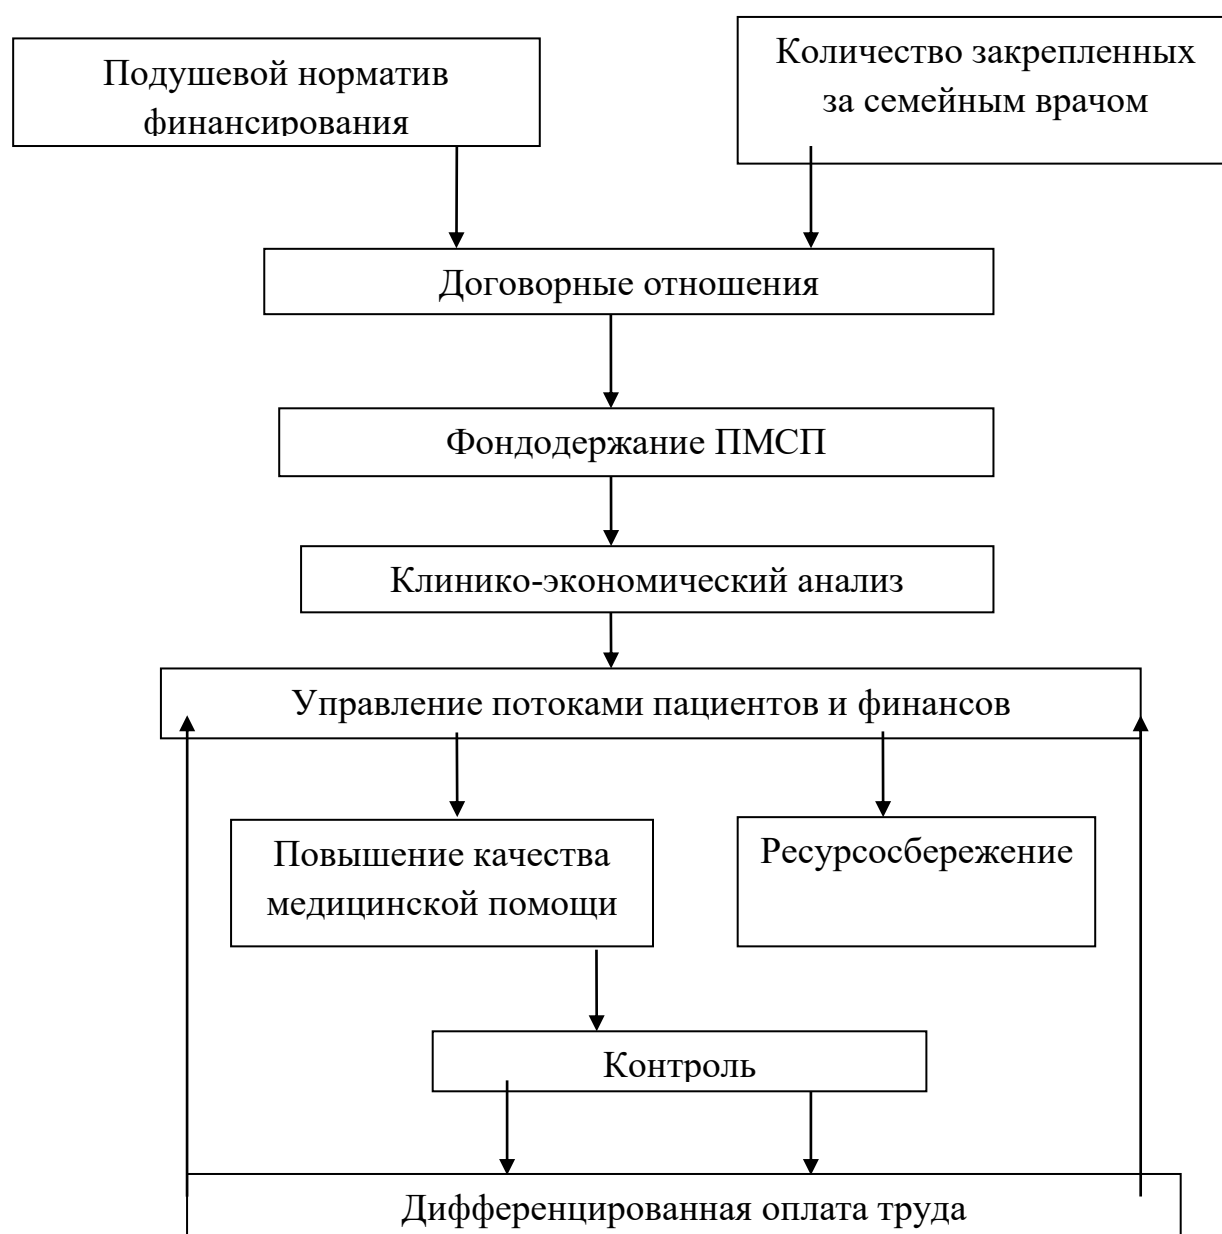 Подушевой норматив
финансирования
Количество закрепленных
за семейным врачом
Договорные отношения
Фондодержание ПМСП
Клинико-экономический анализ
Управление потоками пациентов и финансов
Повышение качества
медицинской помощи
Ресурсосбережение
Контроль
Дифференцированная оплата труда